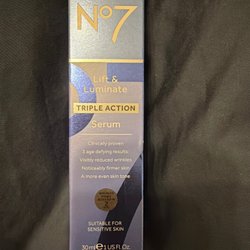 No7
Lift &
Luminate
TRIPLE ACTION
Serum
Clinically proven
3 age defying results:
Visibly reduced wrinkles
Noticeably firmer skin
A more even skin tone
2
SUITABLE FOR
SENSITIVE SKIN
30ml e 1 US Fl. Oz.